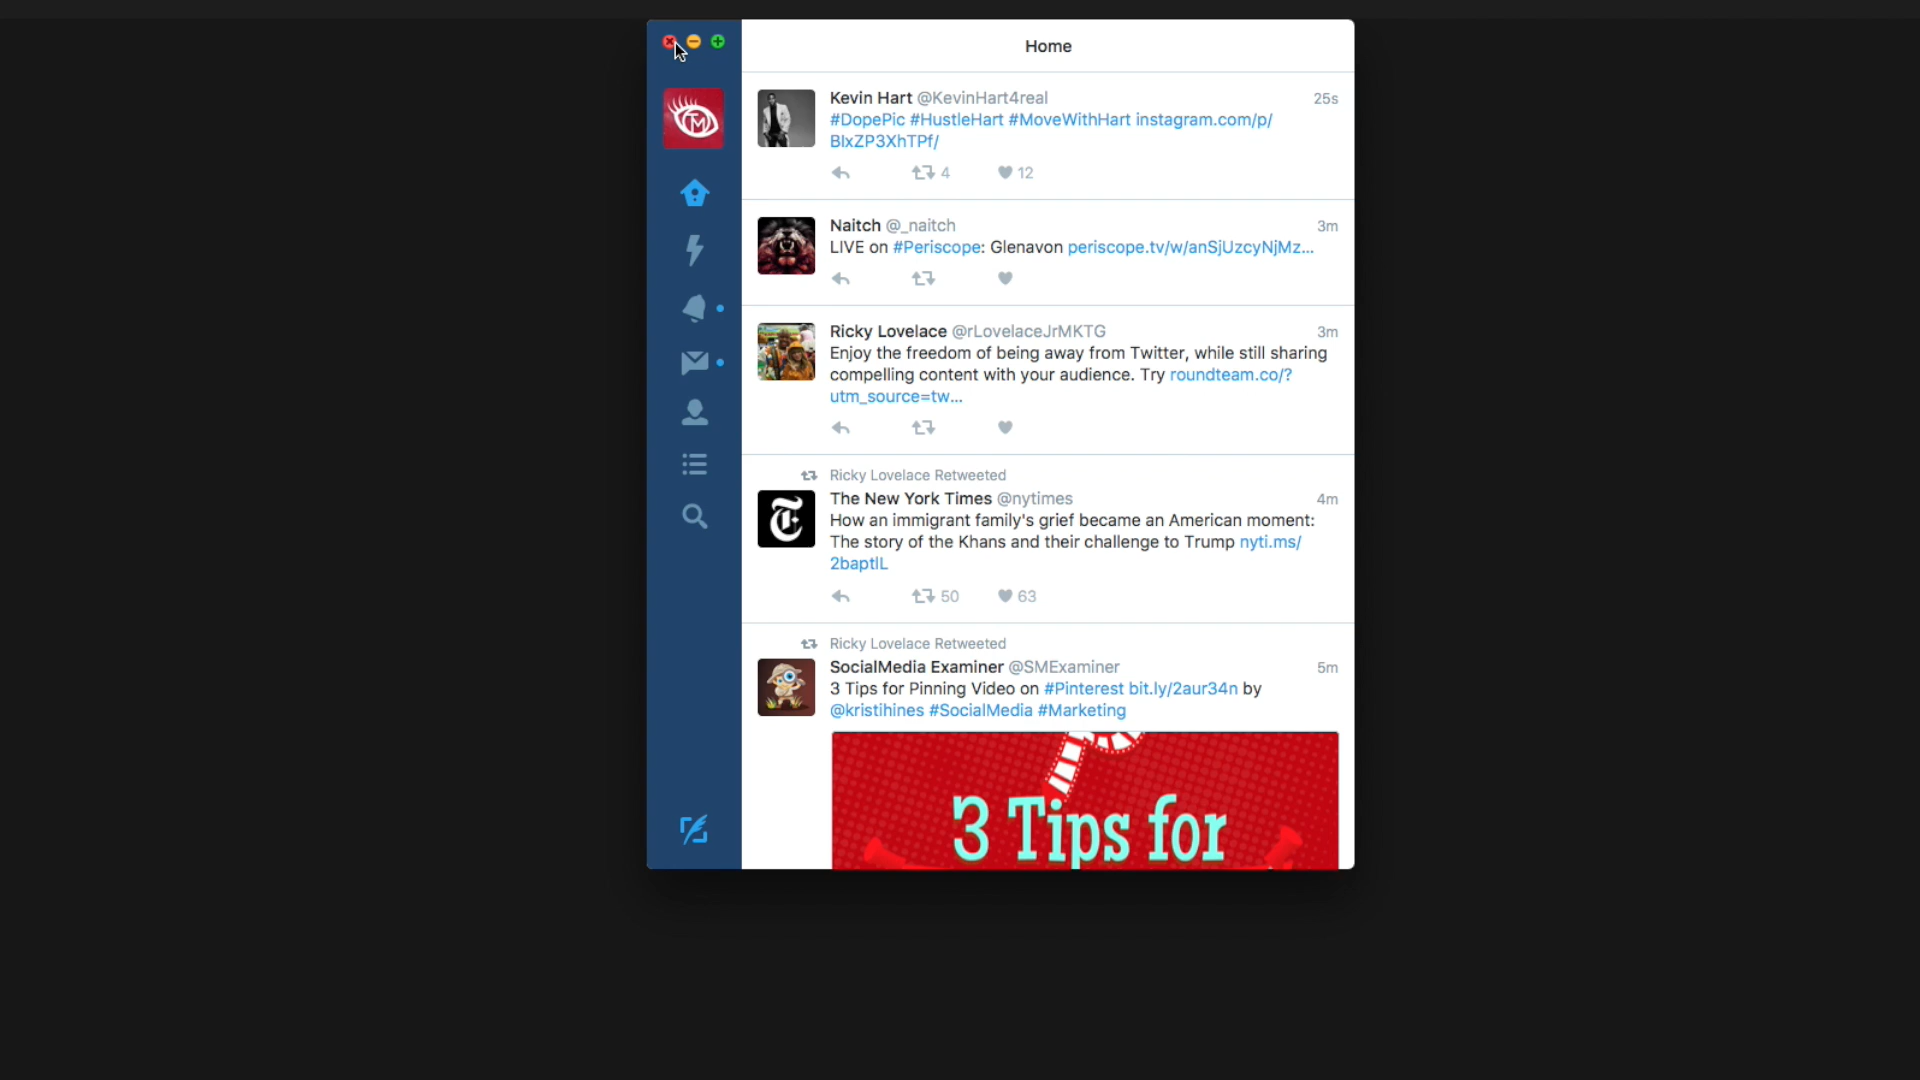 Home
Kevin Hart @KevinHart4real 25s
#DopePic #HustleHart #MoveWithHart instagram.com/p/
BIxZP3XhTPf/
4 12
Naitch @_naitch 3m
LIVE on #Periscope: Glenavon periscope.tv/w/anSjUzcyNjMz...
Ricky Lovelace @rLovelaceJrMKTG 3m
Enjoy the freedom of being away from Twitter, while still sharing
compelling content with your audience. Try roundteam.co/?
utm_source=tw...
Ricky Lovelace Retweeted
The New York Times @nytimes 4m
How an immigrant family's grief became an American moment:
The story of the Khans and their challenge to Trump nyti.ms/
2baptlL
50 63
Ricky Lovelace Retweeted
SocialMedia Examiner @SMExaminer 5m
3 Tips for Pinning Video on #Pinterest bit.ly/2aur34n by
@kristihines #SocialMedia #Marketing
3 Tips for
TM